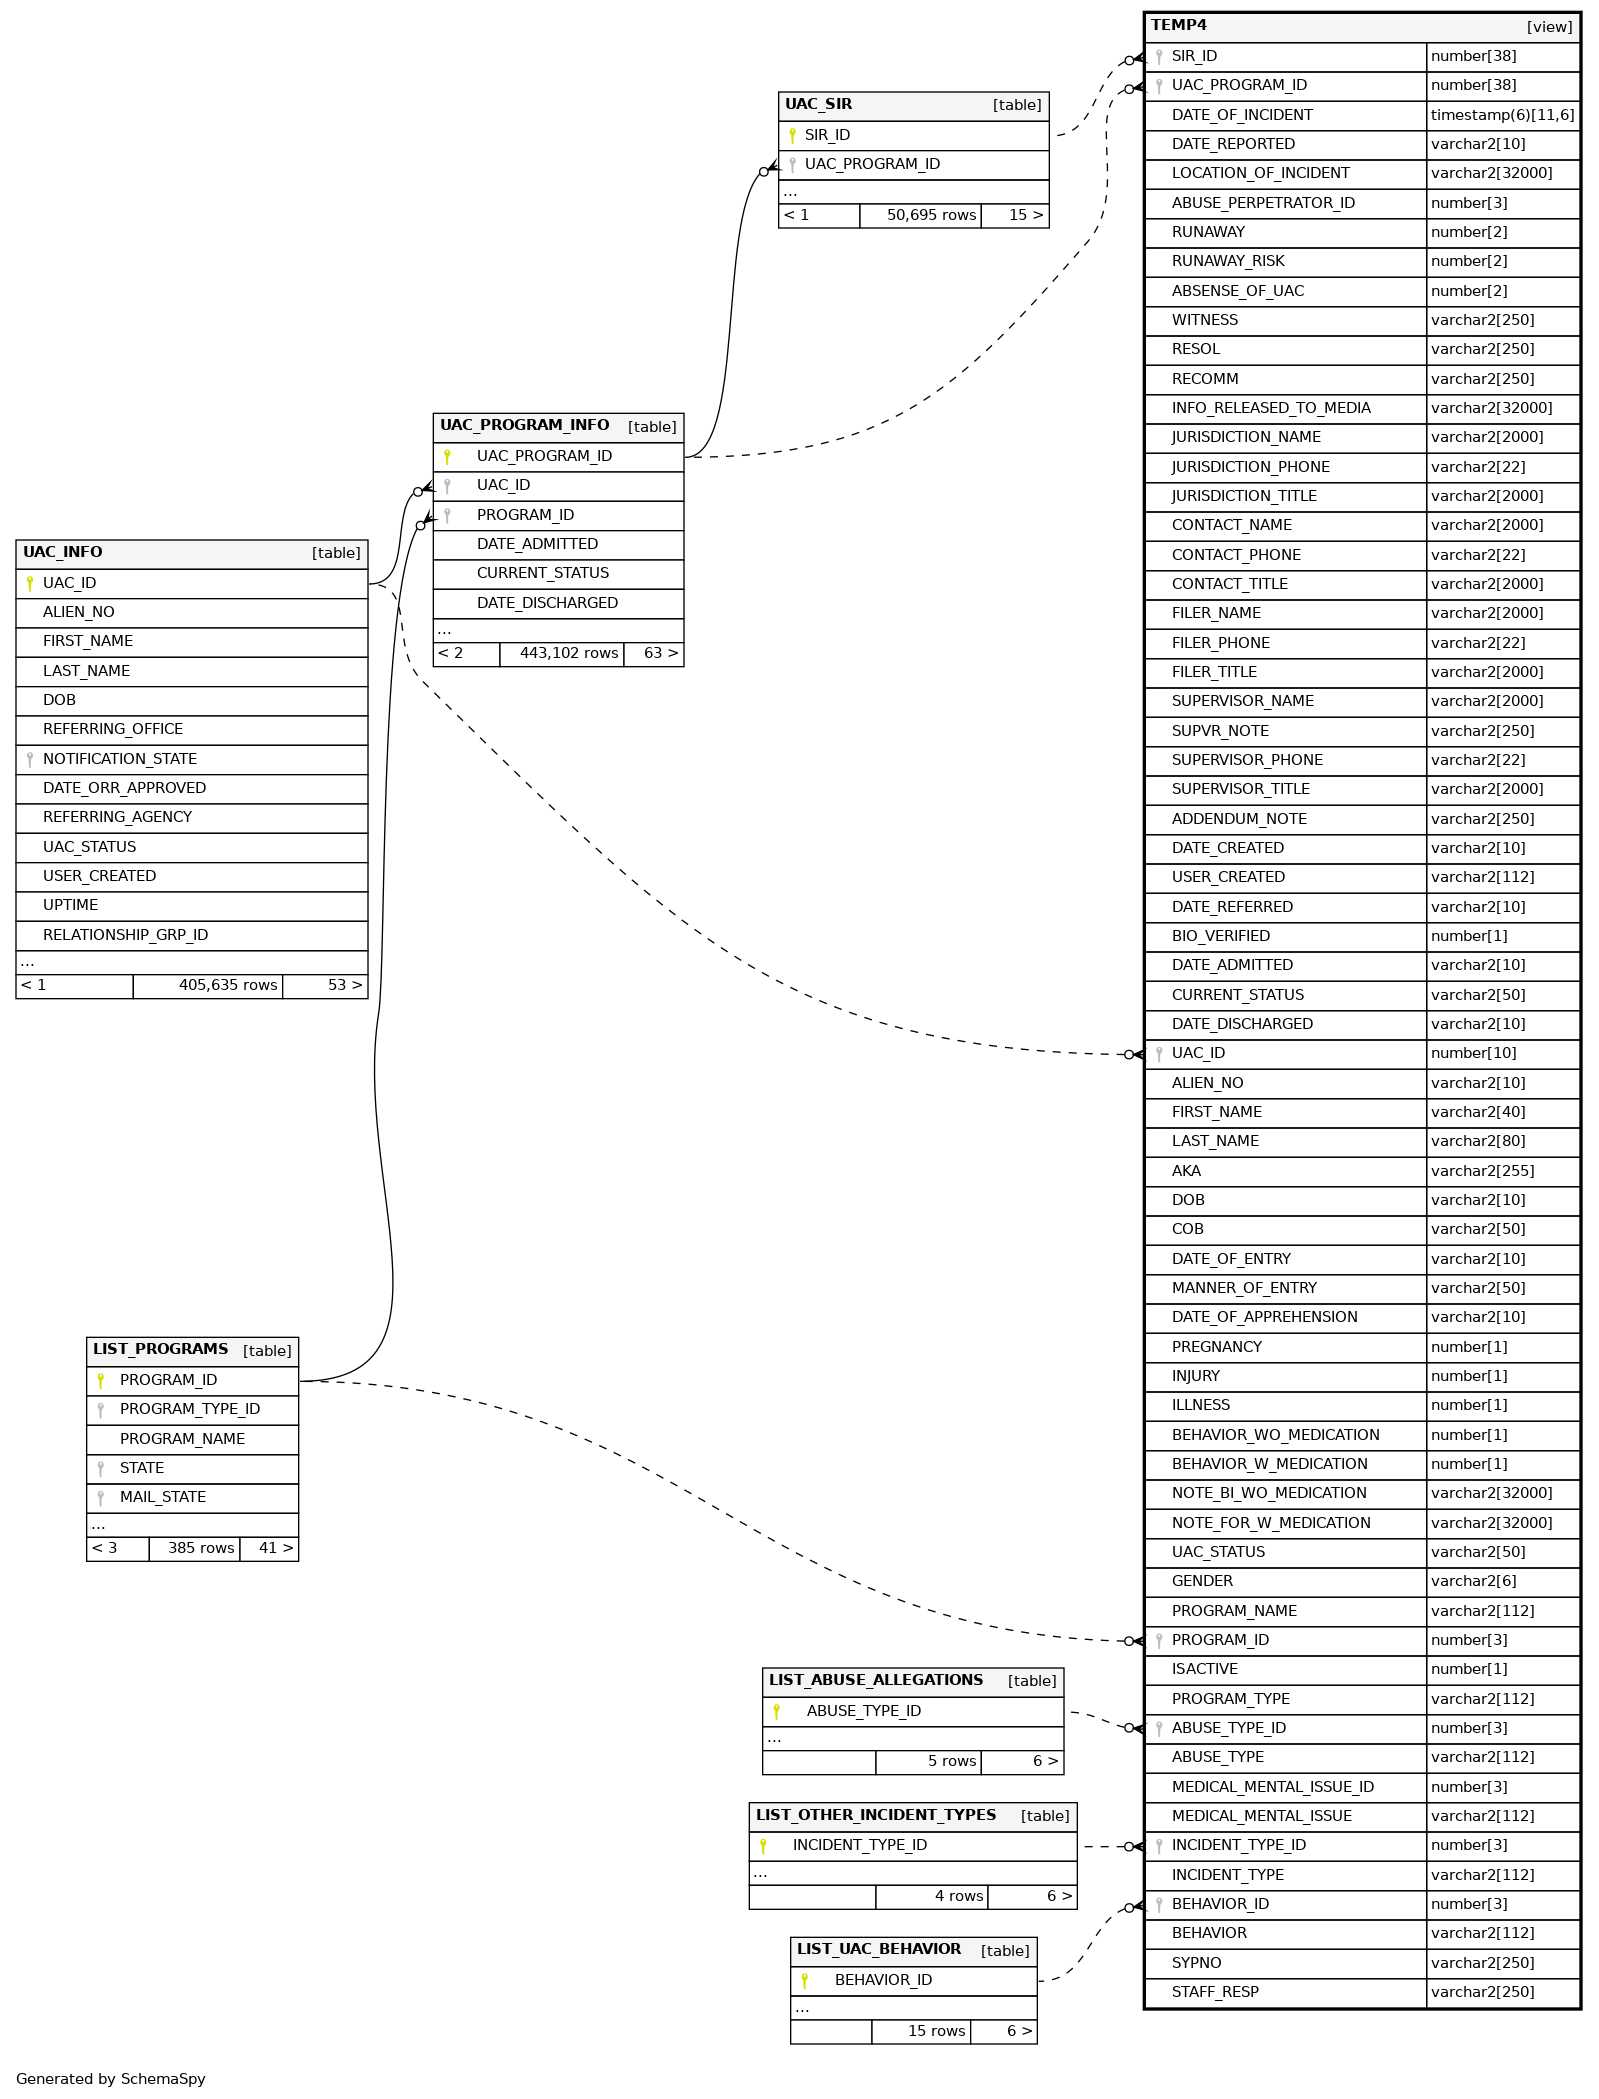 TEMP4 [view]
SIR_ID number[38]
UAC_PROGRAM_ID number[38]
DATE_OF_INCIDENT timestamp(6)[11,6]
DATE_REPORTED varchar2[10]
LOCATION_OF_INCIDENT varchar2[32000]
ABUSE_PERPETRATOR_ID number[3]
RUNAWAY number[2]
RUNAWAY_RISK number[2]
ABSENSE_OF_UAC number[2]
WITNESS varchar2[250]
RESOL varchar2[250]
RECOMM varchar2[250]
INFO_RELEASED_TO_MEDIA varchar2[32000]
JURISDICTION_NAME varchar2[2000]
JURISDICTION_PHONE varchar2[22]
JURISDICTION_TITLE varchar2[2000]
CONTACT_NAME varchar2[2000]
CONTACT_PHONE varchar2[22]
CONTACT_TITLE varchar2[2000]
FILER_NAME varchar2[2000]
FILER_PHONE varchar2[22]
FILER_TITLE varchar2[2000]
SUPERVISOR_NAME varchar2[2000]
SUPVR_NOTE varchar2[250]
SUPERVISOR_PHONE varchar2[22]
SUPERVISOR_TITLE varchar2[2000]
ADDENDUM_NOTE varchar2[250]
DATE_CREATED varchar2[10]
USER_CREATED varchar2[112]
DATE_REFERRED varchar2[10]
BIO_VERIFIED number[1]
DATE_ADMITTED varchar2[10]
CURRENT_STATUS varchar2[50]
DATE_DISCHARGED varchar2[10]
UAC_ID number[10]
ALIEN_NO varchar2[10]
FIRST_NAME varchar2[40]
LAST_NAME varchar2[80]
AKA varchar2[255]
DOB varchar2[10]
COB varchar2[50]
DATE_OF_ENTRY varchar2[10]
MANNER_OF_ENTRY varchar2[50]
DATE_OF_APPREHENSION varchar2[10]
PREGNANCY number[1]
INJURY number[1]
ILLNESS number[1]
BEHAVIOR_WO_MEDICATION number[1]
BEHAVIOR_W_MEDICATION number[1]
NOTE_BI_WO_MEDICATION varchar2[32000]
NOTE_FOR_W_MEDICATION varchar2[32000]
UAC_STATUS varchar2[50]
GENDER varchar2[6]
PROGRAM_NAME varchar2[112]
PROGRAM_ID number[3]
ISACTIVE number[1]
PROGRAM_TYPE varchar2[112]
ABUSE_TYPE_ID number[3]
ABUSE_TYPE varchar2[112]
MEDICAL_MENTAL_ISSUE_ID number[3]
MEDICAL_MENTAL_ISSUE varchar2[112]
INCIDENT_TYPE_ID number[3]
INCIDENT_TYPE varchar2[112]
BEHAVIOR_ID number[3]
BEHAVIOR varchar2[112]
SYPNO varchar2[250]
STAFF_RESP varchar2[250]
UAC_SIR [table]
SIR_ID
UAC_PROGRAM_ID
...
< 1 50,695 rows 15 >
UAC_PROGRAM_INFO [table]
UAC_PROGRAM_ID
UAC_ID
PROGRAM_ID
DATE_ADMITTED
CURRENT_STATUS
DATE_DISCHARGED
...
< 2 443,102 rows 63 >
UAC_INFO [table]
UAC_ID
ALIEN_NO
FIRST_NAME
LAST_NAME
DOB
REFERRING_OFFICE
NOTIFICATION_STATE
DATE_ORR_APPROVED
REFERRING_AGENCY
UAC_STATUS
USER_CREATED
UPTIME
RELATIONSHIP_GRP_ID
...
< 1 405,635 rows 53 >
LIST_PROGRAMS [table]
PROGRAM_ID
PROGRAM_TYPE_ID
PROGRAM_NAME
STATE
MAIL_STATE
...
< 3 385 rows 41 >
LIST_ABUSE_ALLEGATIONS [table]
ABUSE_TYPE_ID
...
5 rows 6 >
LIST_OTHER_INCIDENT_TYPES [table]
INCIDENT_TYPE_ID
...
4 rows 6 >
LIST_UAC_BEHAVIOR [table]
BEHAVIOR_ID
...
15 rows 6 >
Generated by SchemaSpy